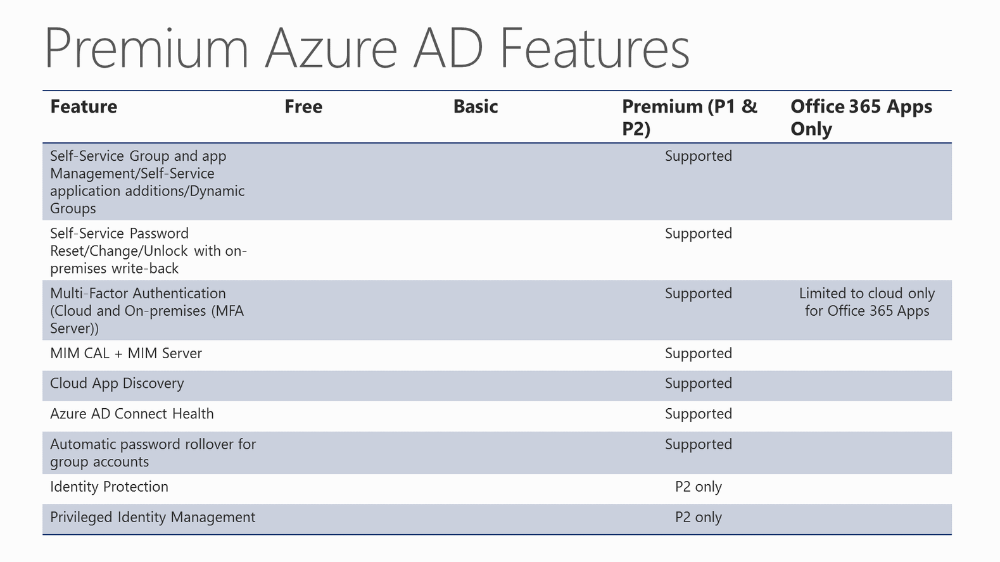 Premium Azure AD Features
Feature
Free
Basic
Premium (P1 &
P2)
Office 365 Apps
Only
Self-Service Group and app
Management/Self-Service
application additions/Dynamic
Groups
Supported
Self-Service Password
Reset/Change/Unlock with on-
premises write-back
Supported
Multi-Factor Authentication
(Cloud and On-premises (MFA
Server))
Supported
Limited to cloud only
for Office 365 Apps
MIM CAL + MIM Server
Supported
Cloud App Discovery
Supported
Azure AD Connect Health
Supported
Automatic password rollover for
group accounts
Supported
Identity Protection
P2 only
Privileged Identity Management
P2 only